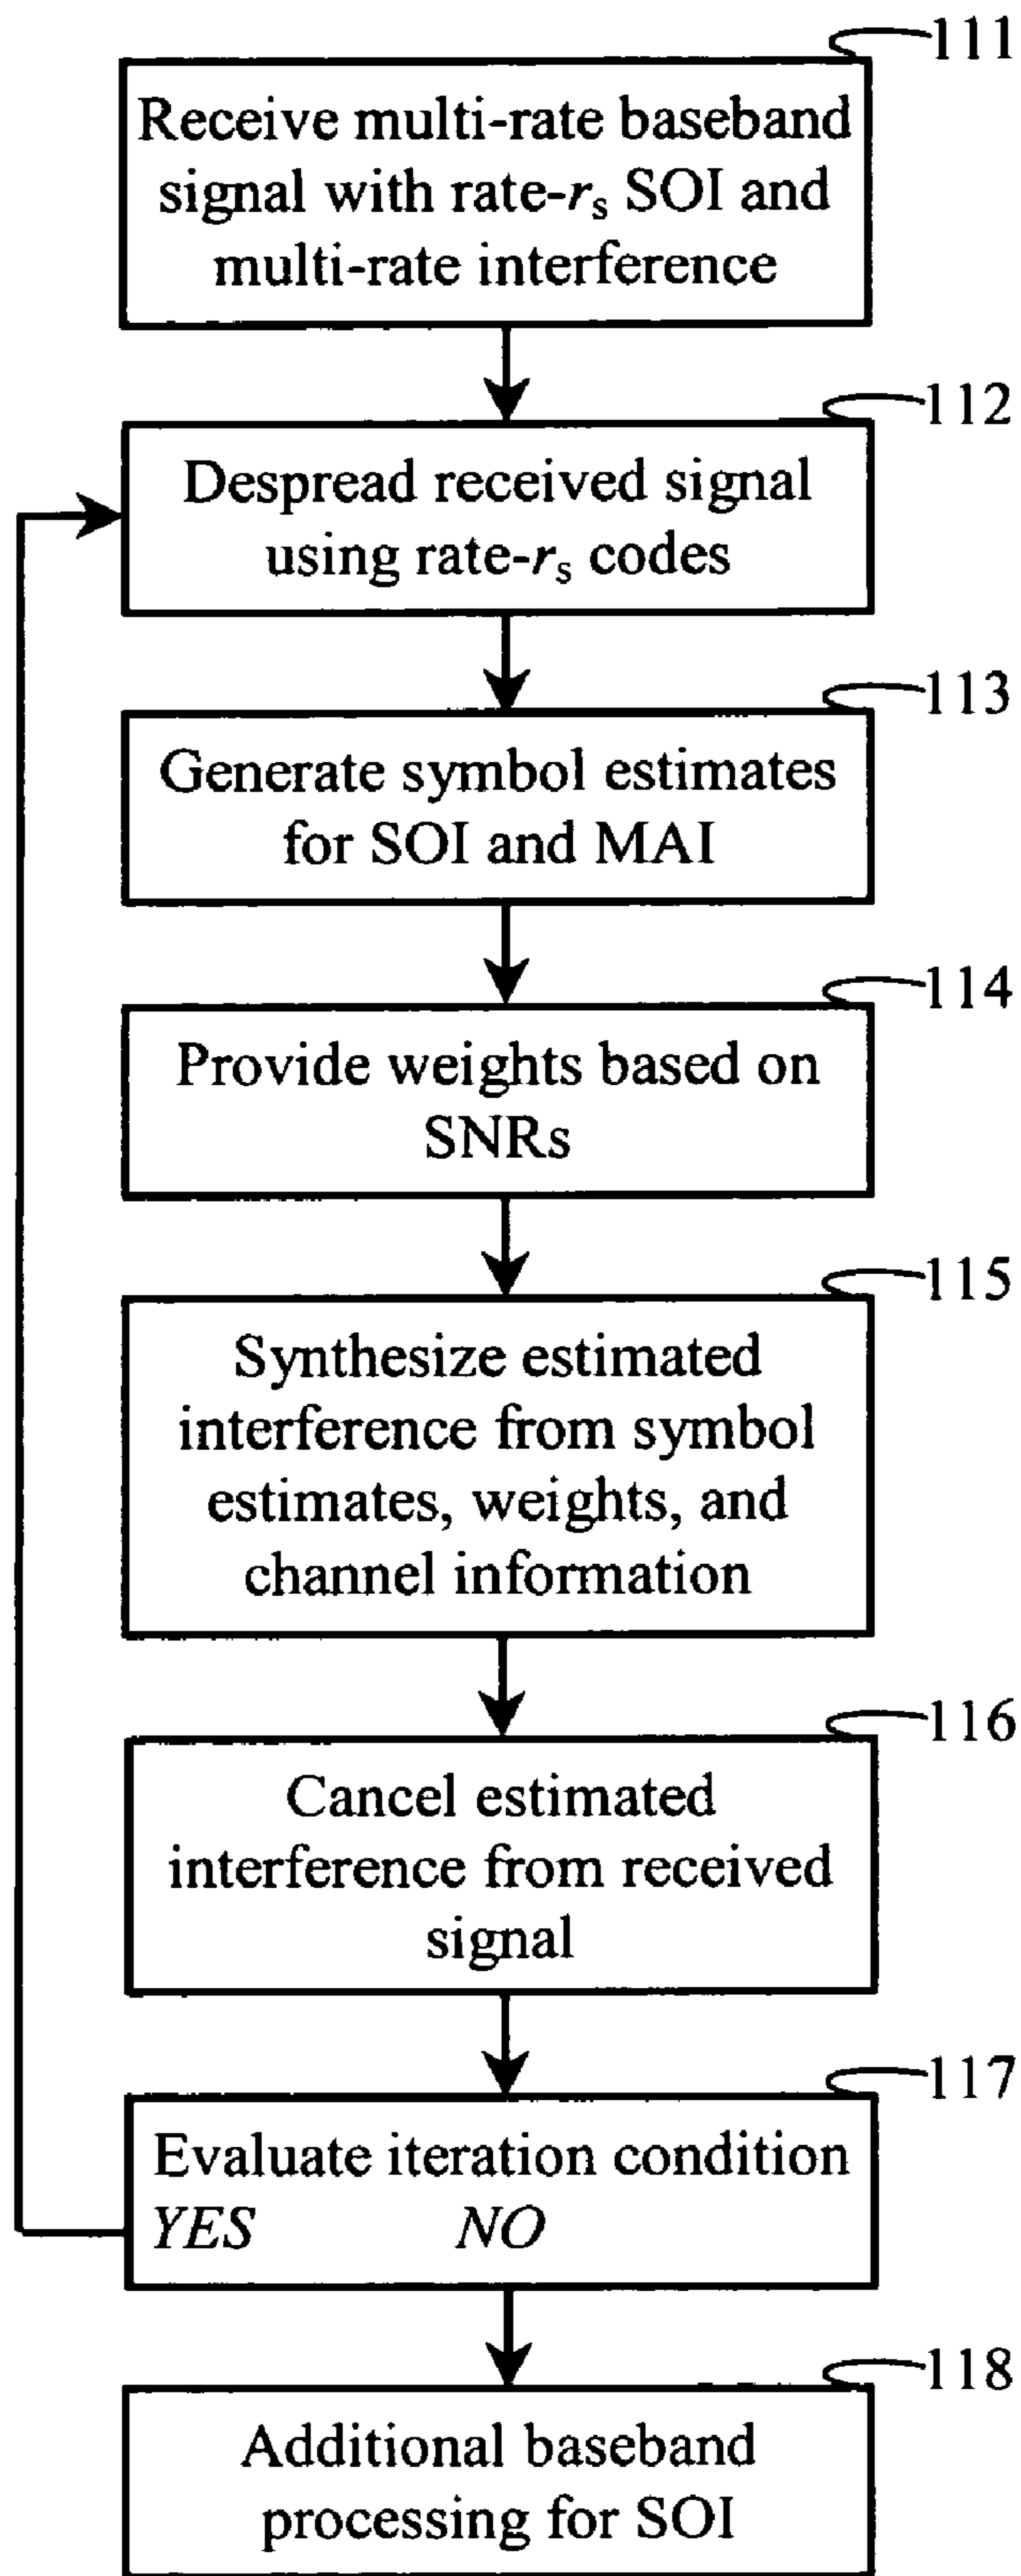 111
Receive multi-rate baseband
signal with rate-rs SOI and
multi-rate interference
112
Despread received signal
using rate-rs codes
113
Generate symbol estimates
for SOI and MAI
114
Provide weights based on
SNRs
115
Synthesize estimated
interference from symbol
estimates, weights, and
channel information
116
Cancel estimated
interference from received
signal
117
Evaluate iteration condition
YES NO
118
Additional baseband
processing for SOI